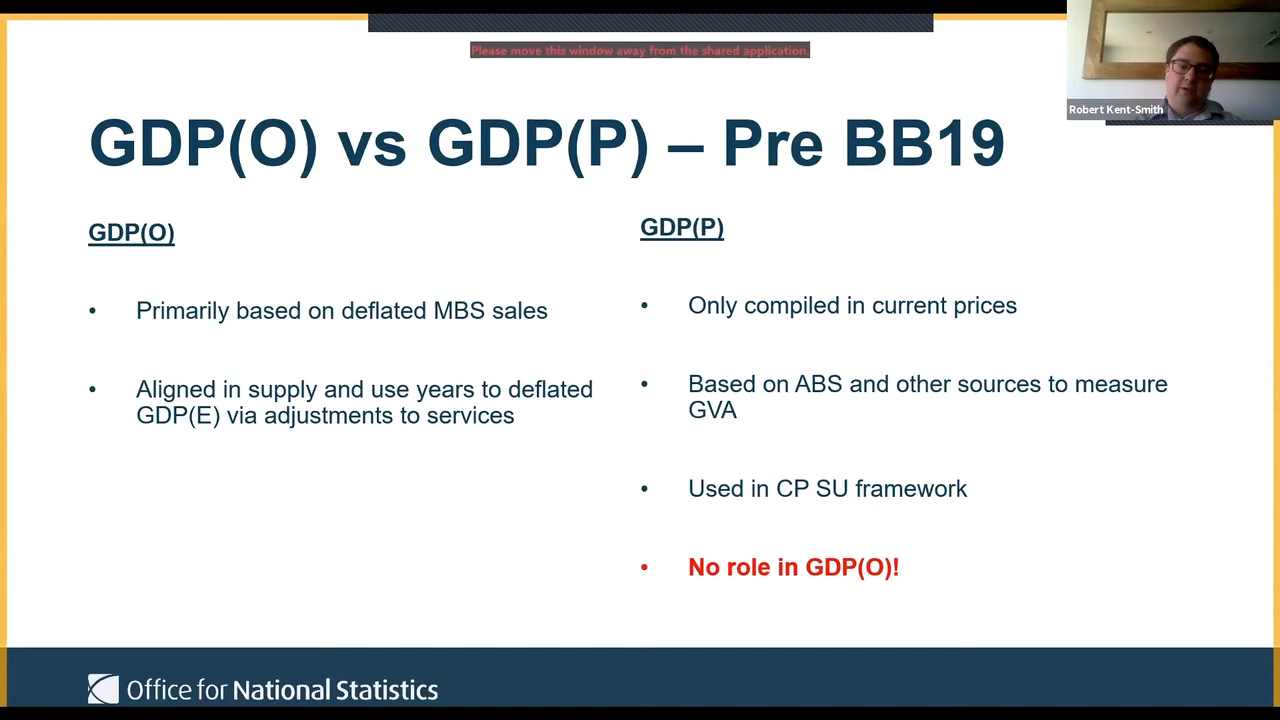 Please move this window away from the shared application.
Robert Kent-Smith
GDP(O) vs GDP(P) – Pre BB19
GDP(O)
• Primarily based on deflated MBS sales
• Aligned in supply and use years to deflated
GDP(E) via adjustments to services
GDP(P)
• Only compiled in current prices
• Based on ABS and other sources to measure
GVA
• Used in CP SU framework
• No role in GDP(O)!
Office for National Statistics